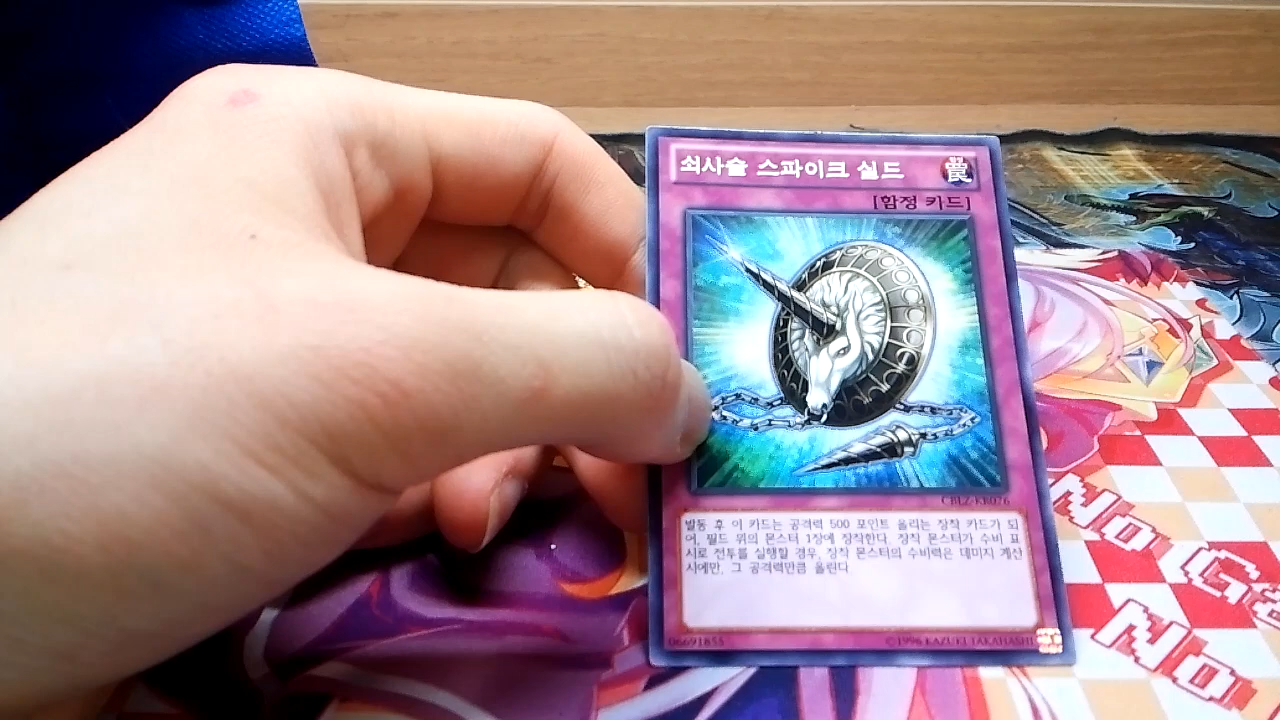 쇠사슬 스파이크 실드
罠
[함정 카드]
CBLZ-KR076
발동 후 이 카드는 공격력 500 포인트 올리는 장착 카드가 되
어, 필드 위의 몬스터 1장에 장착한다. 장착 몬스터가 수비 표
시로 전투를 실행할 경우, 장착 몬스터의 수비력은 데미지 계산
시에만, 그 공격력만큼 올린다
06691855
©1996 KAZUKI TAKAHASHI
No Ga
No